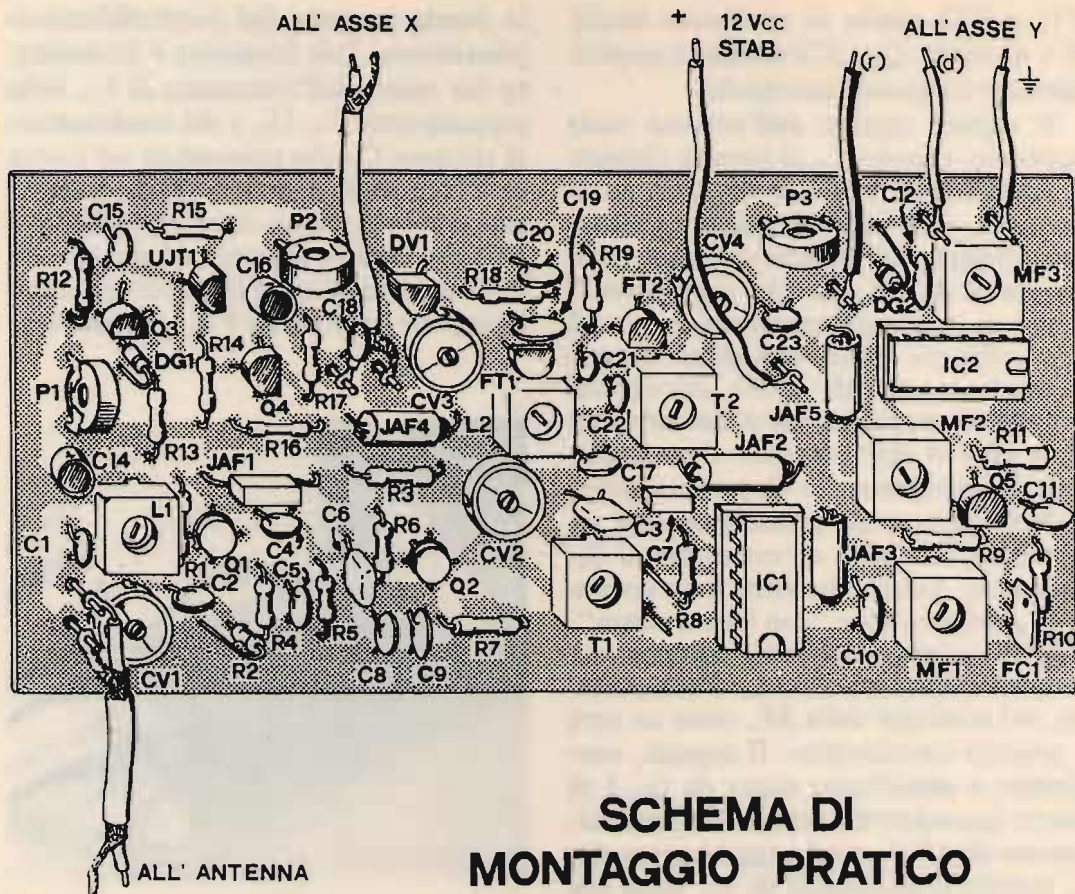 ALL' ASSE X
+ 12 Vcc
STAB.
ALL' ASSE Y
(r)
(d)
C15
R15
P2
C19
P3
C12
UJT1
DV1
C20
R19
CV4
R12
C16
R18
FT2
MF3
C18
DG2
Q3
DG1
R14
C23
P1
R17
FT1
C21
IC2
Q4
CV3
L2
C22
T2
JAF5
R13
R16
JAF4
MF2
R11
C14
JAF1
JAF2
R3
C17
Q5
L1
C6
C3
C11
C1
R6
C7
R1
Q1
C4
CV2
JAF3
R9
C2
C5
Q2
IC1
R4
R5
R8
R2
R7
R10
CV1
C8
C9
T1
C10
MF1
FC1
ALL' ANTENNA
SCHEMA DI
MONTAGGIO PRATICO